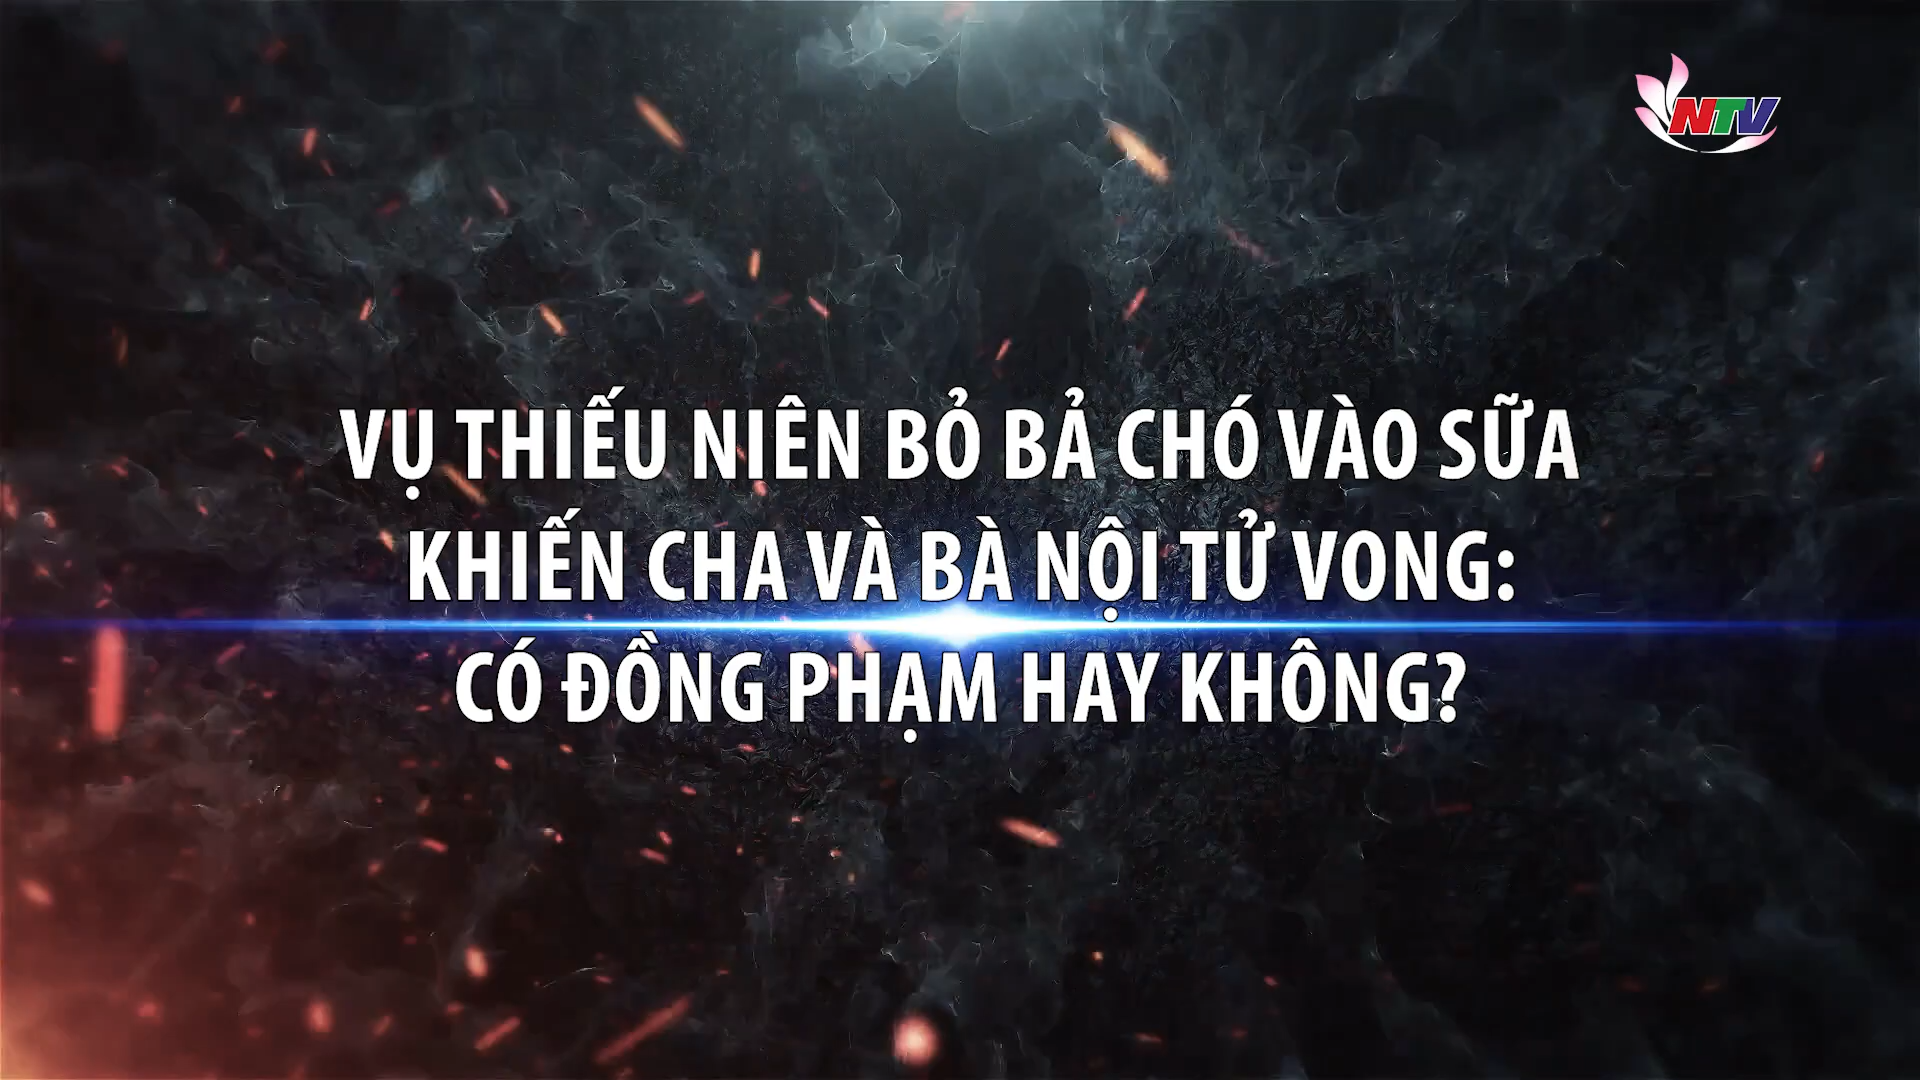 NTV
VỤ THIẾU NIÊN BỎ BẢ CHÓ VÀO SỮA
KHIẾN CHA VÀ BÀ NỘI TỬ VONG:
CÓ ĐỒNG PHẠM HAY KHÔNG?